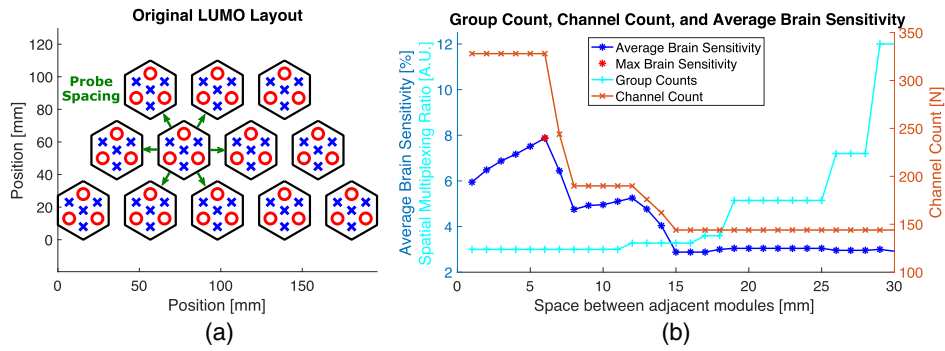 Original LUMO Layout
120
100
80
60
40
20
0
Position [mm]
Probe
Spacing
0
50
100
150
Position [mm]
(a)
Group Count, Channel Count, and Average Brain Sensitivity
12
10
8
6
4
2
Average Brain Sensitivity [%]
Spatial Multiplexing Ratio [A.U.]
Average Brain Sensitivity
Max Brain Sensitivity
Group Counts
Channel Count
350
300
250
200
150
100
Channel Count [N]
5
10
15
20
25
30
Space between adjacent modules [mm]
(b)